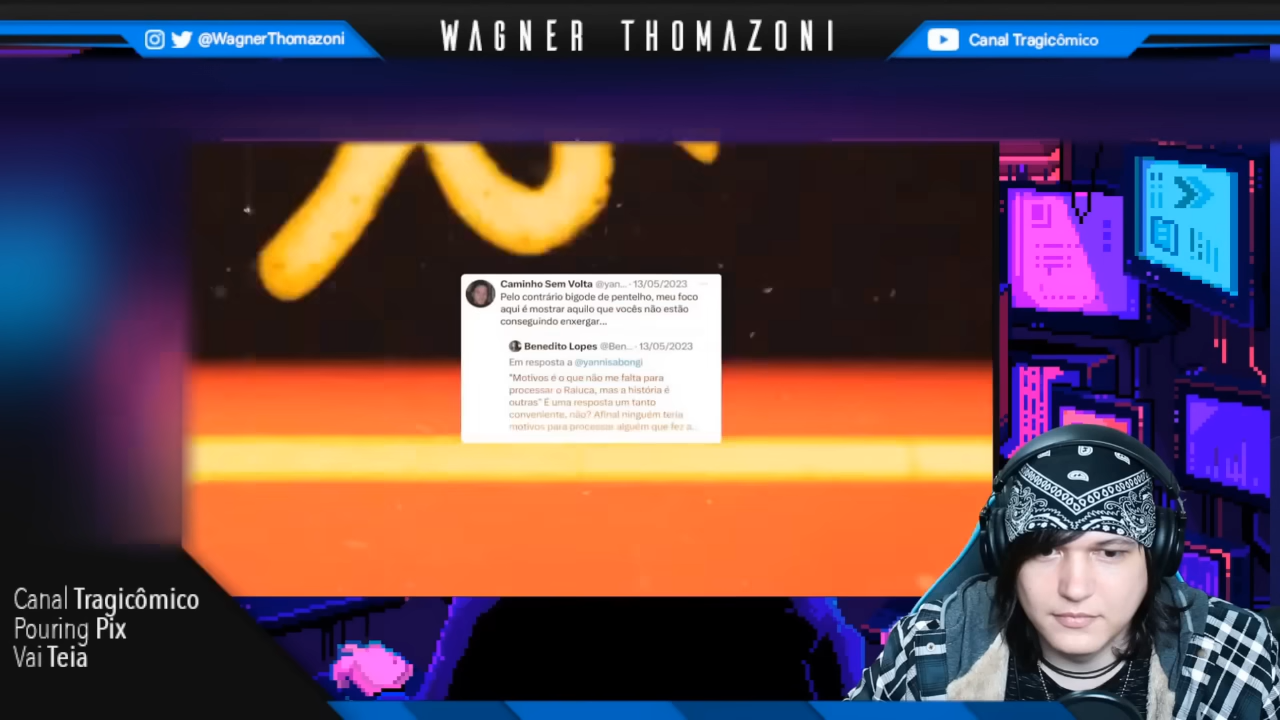 WAGNER THOMAZONI
@WagnerThomazoni
Canal Tragicômico
Caminho Sem Volta @yan... · 13/05/2023
Pelo contrário bigode de pentelho, meu foco
aqui é mostrar aquilo que vocês não estão
conseguindo enxergar...
Benedito Lopes @Ben... · 13/05/2023
Em resposta a @yannisabongi
"Motivos é o que não me falta para
processar o Raluca, mas a história é
outras" É uma resposta um tanto
conveniente, não? Afinal ninguém teria
motivos para processar alguém que fez a...
Canal Tragicômico
Pouring Pix
Vai Teia